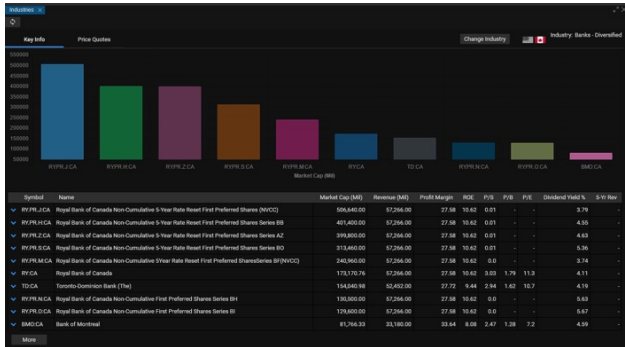 Industries
Key Info Price Quotes Change Industry Industry: Banks - Diversified
550000
500000
450000
400000
350000
300000
250000
200000
150000
100000
50000
RY.PR.J:CA RY.PR.H:CA RY.PR.Z:CA RY.PR.S:CA RY.PR.M:CA RY:CA TD:CA RY.PR.N:CA RY.PR.O:CA BMO:CA
Market Cap (Mil)
Symbol Name Market Cap (Mil) Revenue (Mil) Profit Margin ROE P/S P/B P/E Dividend Yield % 5-Yr Rev
RY.PR.J:CA Royal Bank of Canada Non-Cumulative 5-Year Rate Reset First Preferred Shares (NVCC) 506,640.00 57,266.00 27.58 10.62 0.01 - - 3.79 -
RY.PR.H:CA Royal Bank of Canada Non-Cumulative 5-Year Rate Reset First Preferred Shares Series BB 401,400.00 57,266.00 27.58 10.62 0.01 - - 4.55 -
RY.PR.Z:CA Royal Bank of Canada Non-Cumulative 5-Year Rate Reset First Preferred Shares Series AZ 399,800.00 57,266.00 27.58 10.62 0.01 - - 4.63 -
RY.PR.S:CA Royal Bank of Canada Non-Cumulative 5-Year Rate Reset First Preferred Shares Series BO 313,460.00 57,266.00 27.58 10.62 0.01 - - 5.36 -
RY.PR.M:CA Royal Bank of Canada Non-Cumulative 5Year Rate Reset First Preferred SharesSeries BF(NVCC) 240,960.00 57,266.00 27.58 10.62 0.0 - - 3.74 -
RY:CA Royal Bank of Canada 173,170.76 57,266.00 27.58 10.62 3.03 1.79 11.3 4.11 -
TD:CA Toronto-Dominion Bank (The) 154,040.98 52,452.00 27.72 9.44 2.94 1.62 10.7 4.19 -
RY.PR.N:CA Royal Bank of Canada Non-Cumulative First Preferred Shares Series BH 130,500.00 57,266.00 27.58 10.62 0.0 - - 5.63 -
RY.PR.O:CA Royal Bank of Canada Non-Cumulative First Preferred Shares Series BI 129,600.00 57,266.00 27.58 10.62 0.0 - - 5.67 -
BMO:CA Bank of Montreal 81,766.33 33,180.00 33.64 8.08 2.47 1.28 7.2 4.59 -
More